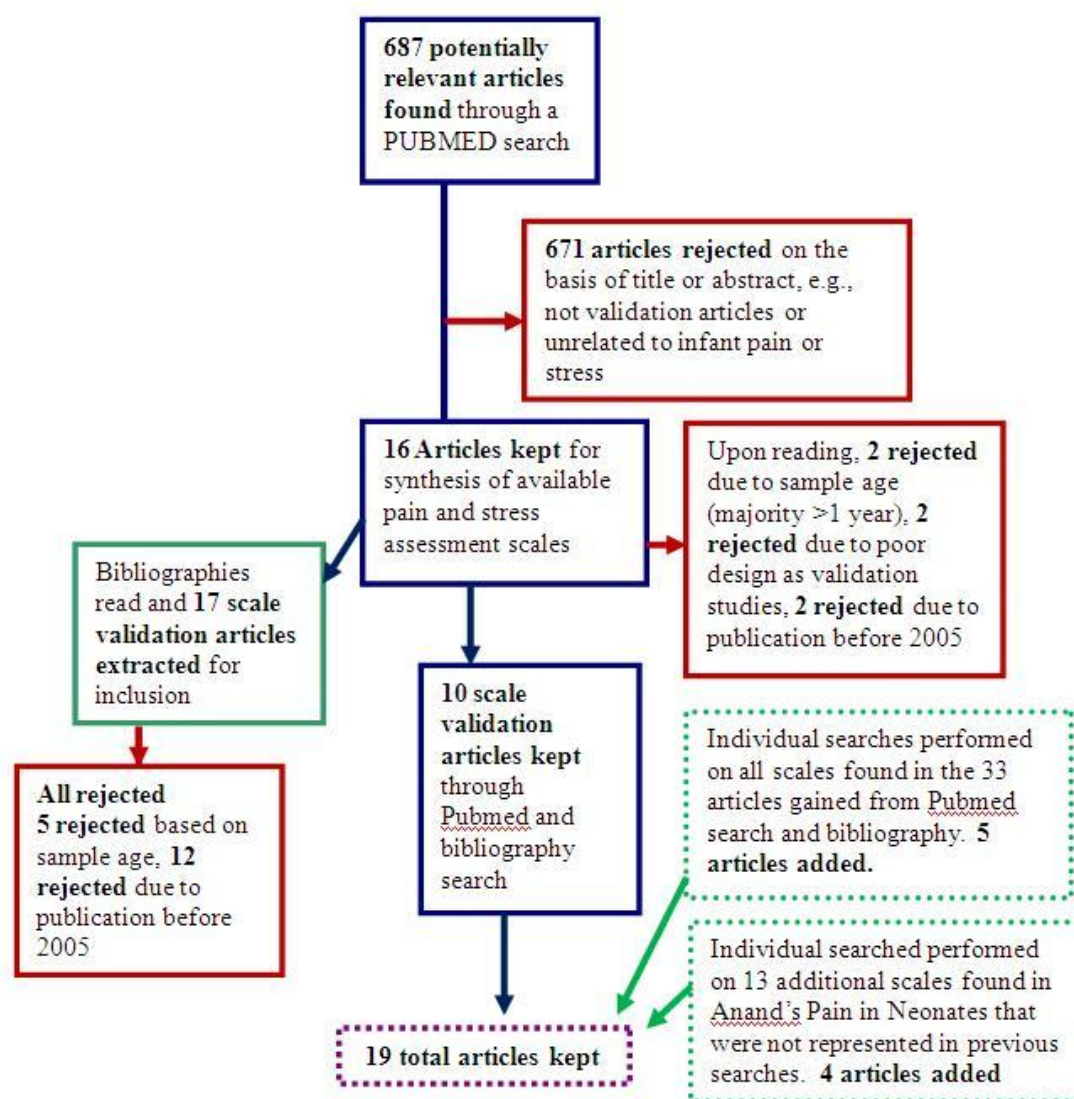 687 potentially
relevant articles
found through a
PUBMED search
671 articles rejected on the
basis of title or abstract, e.g.,
not validation articles or
unrelated to infant pain or
stress
16 Articles kept for
synthesis of available
pain and stress
assessment scales
Upon reading, 2 rejected
due to sample age
(majority >1 year), 2
rejected due to poor
design as validation
studies, 2 rejected due to
publication before 2005
Bibliographies
read and 17 scale
validation articles
extracted for
inclusion
All rejected
5 rejected based on
sample age, 12
rejected due to
publication before
2005
10 scale
validation
articles kept
through
Pubmed and
bibliography
search
Individual searches performed
on all scales found in the 33
articles gained from Pubmed
search and bibliography. 5
articles added.
Individual searched performed
on 13 additional scales found in
Anand's Pain in Neonates that
were not represented in previous
searches. 4 articles added
19 total articles kept